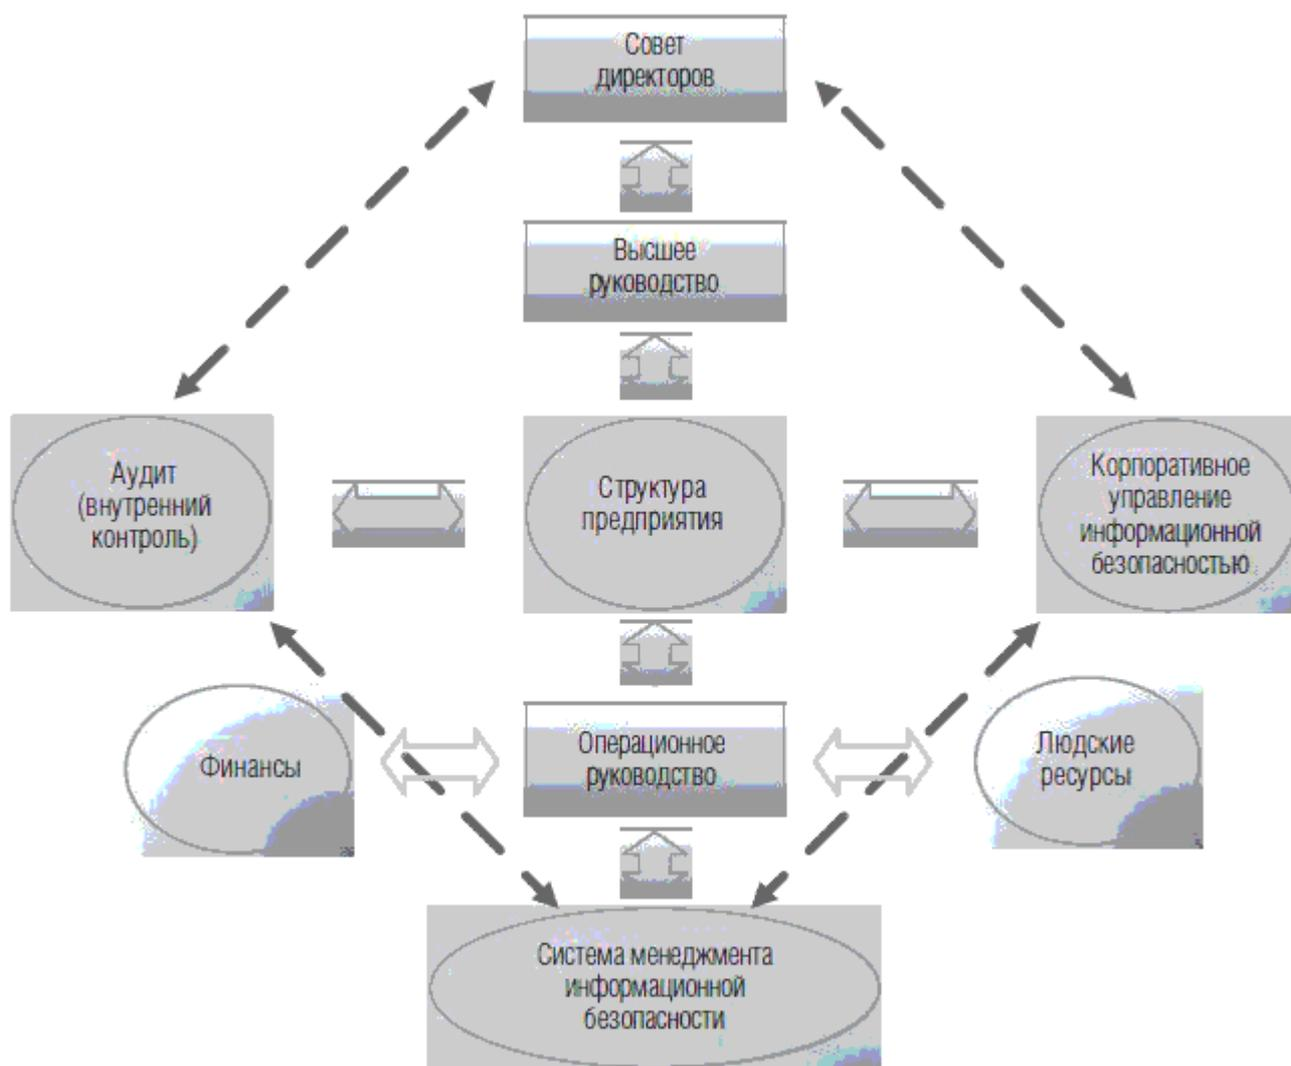 Совет
директоров
Высшее
руководство
Аудит
(внутренний
контроль)
Структура
предприятия
Корпоративное
управление
информационной
безопасностью
Финансы
Операционное
руководство
Людские
ресурсы
Система менеджмента
информационной
безопасности